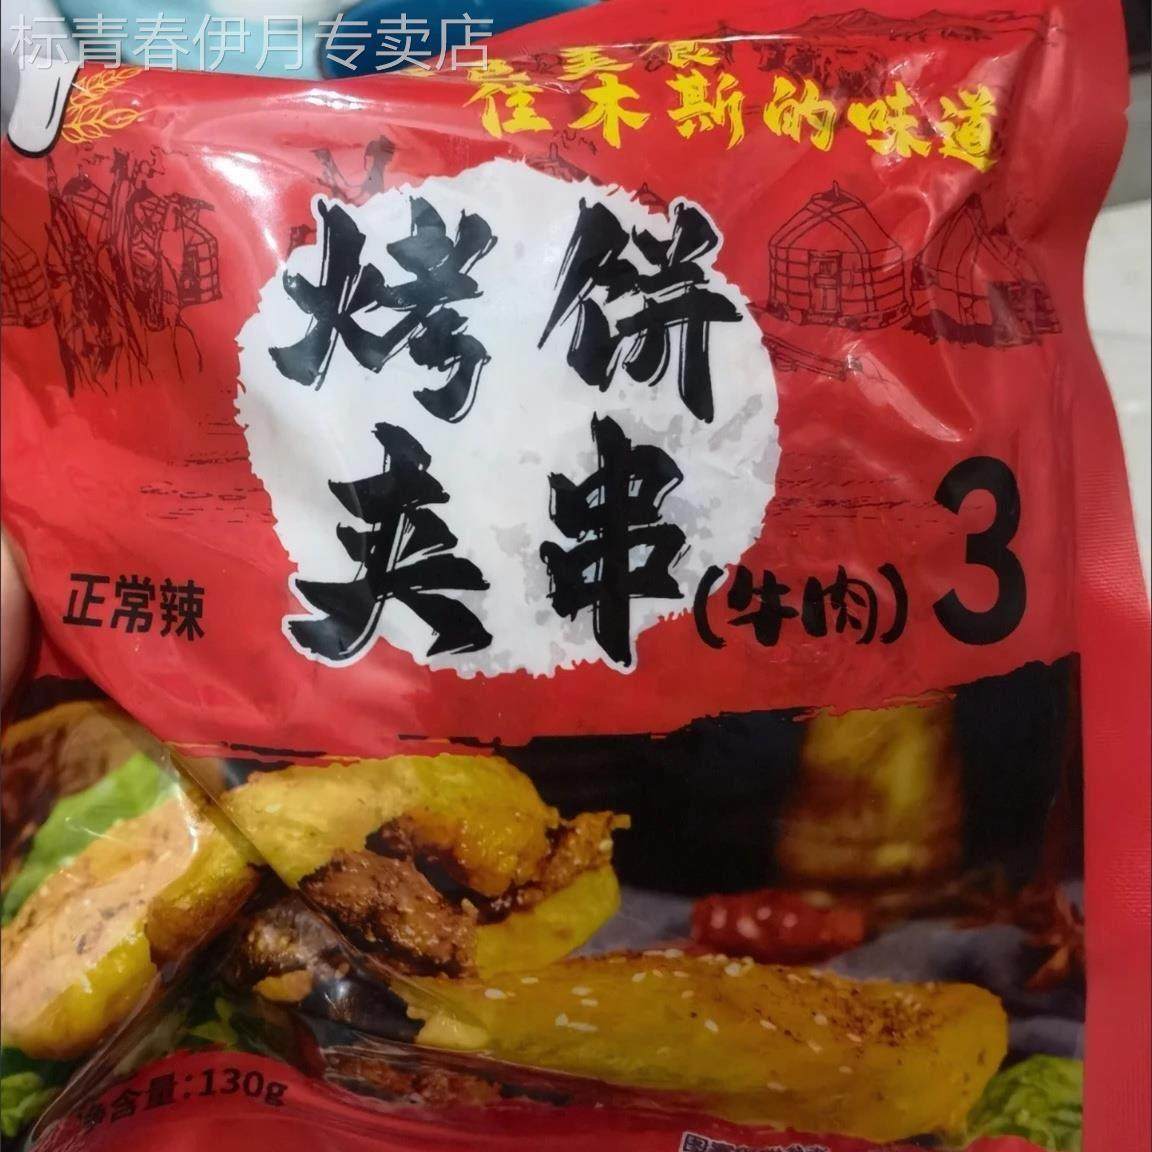 标青春伊月专卖店
佳木斯的味道
烤饼
夹串
(牛肉)
3
正常辣
净含量:130g